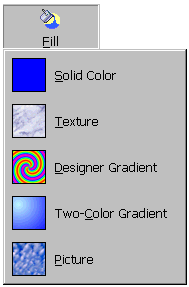 Fill
Solid Color
Texture
Designer Gradient
Two-Color Gradient
Picture